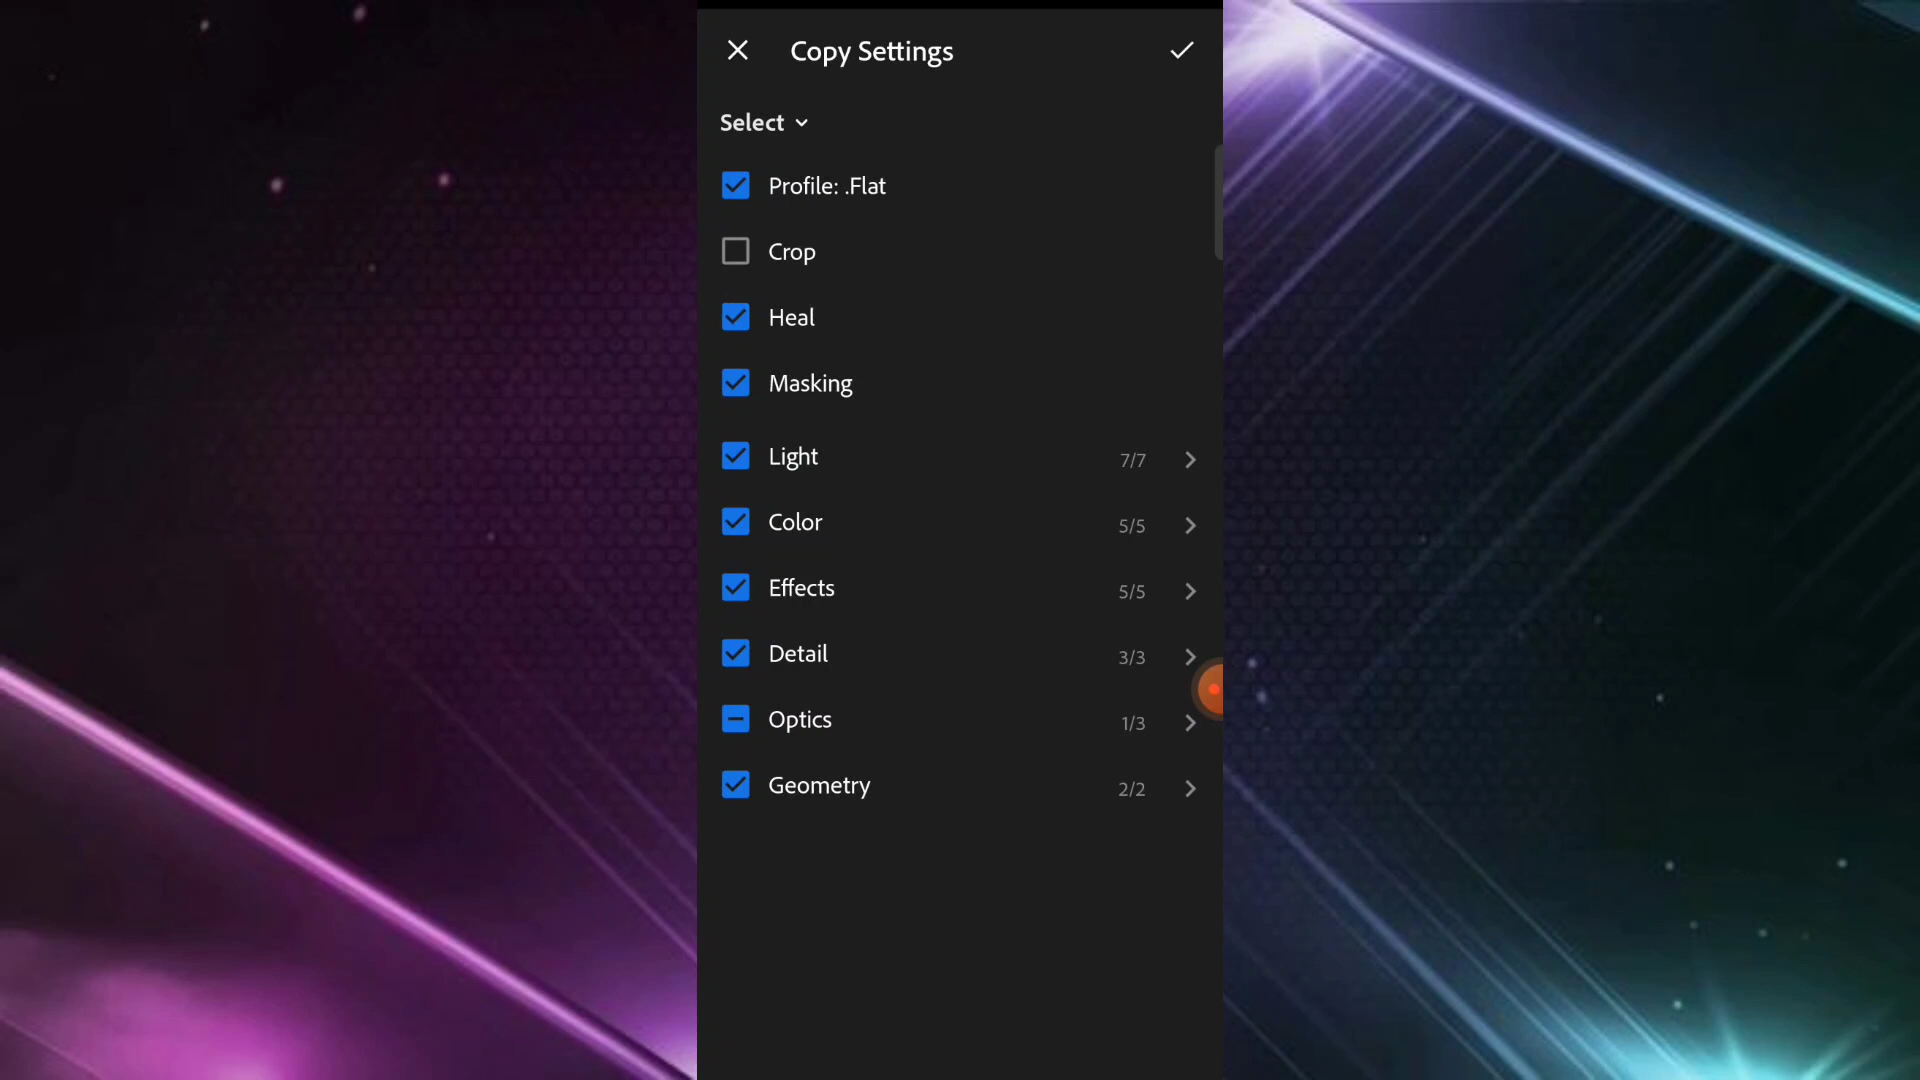 Copy Settings
Select
Profile: .Flat
Crop
Heal
Masking
Light 7/7
Color 5/5
Effects 5/5
Detail 3/3
Optics 1/3
Geometry 2/2